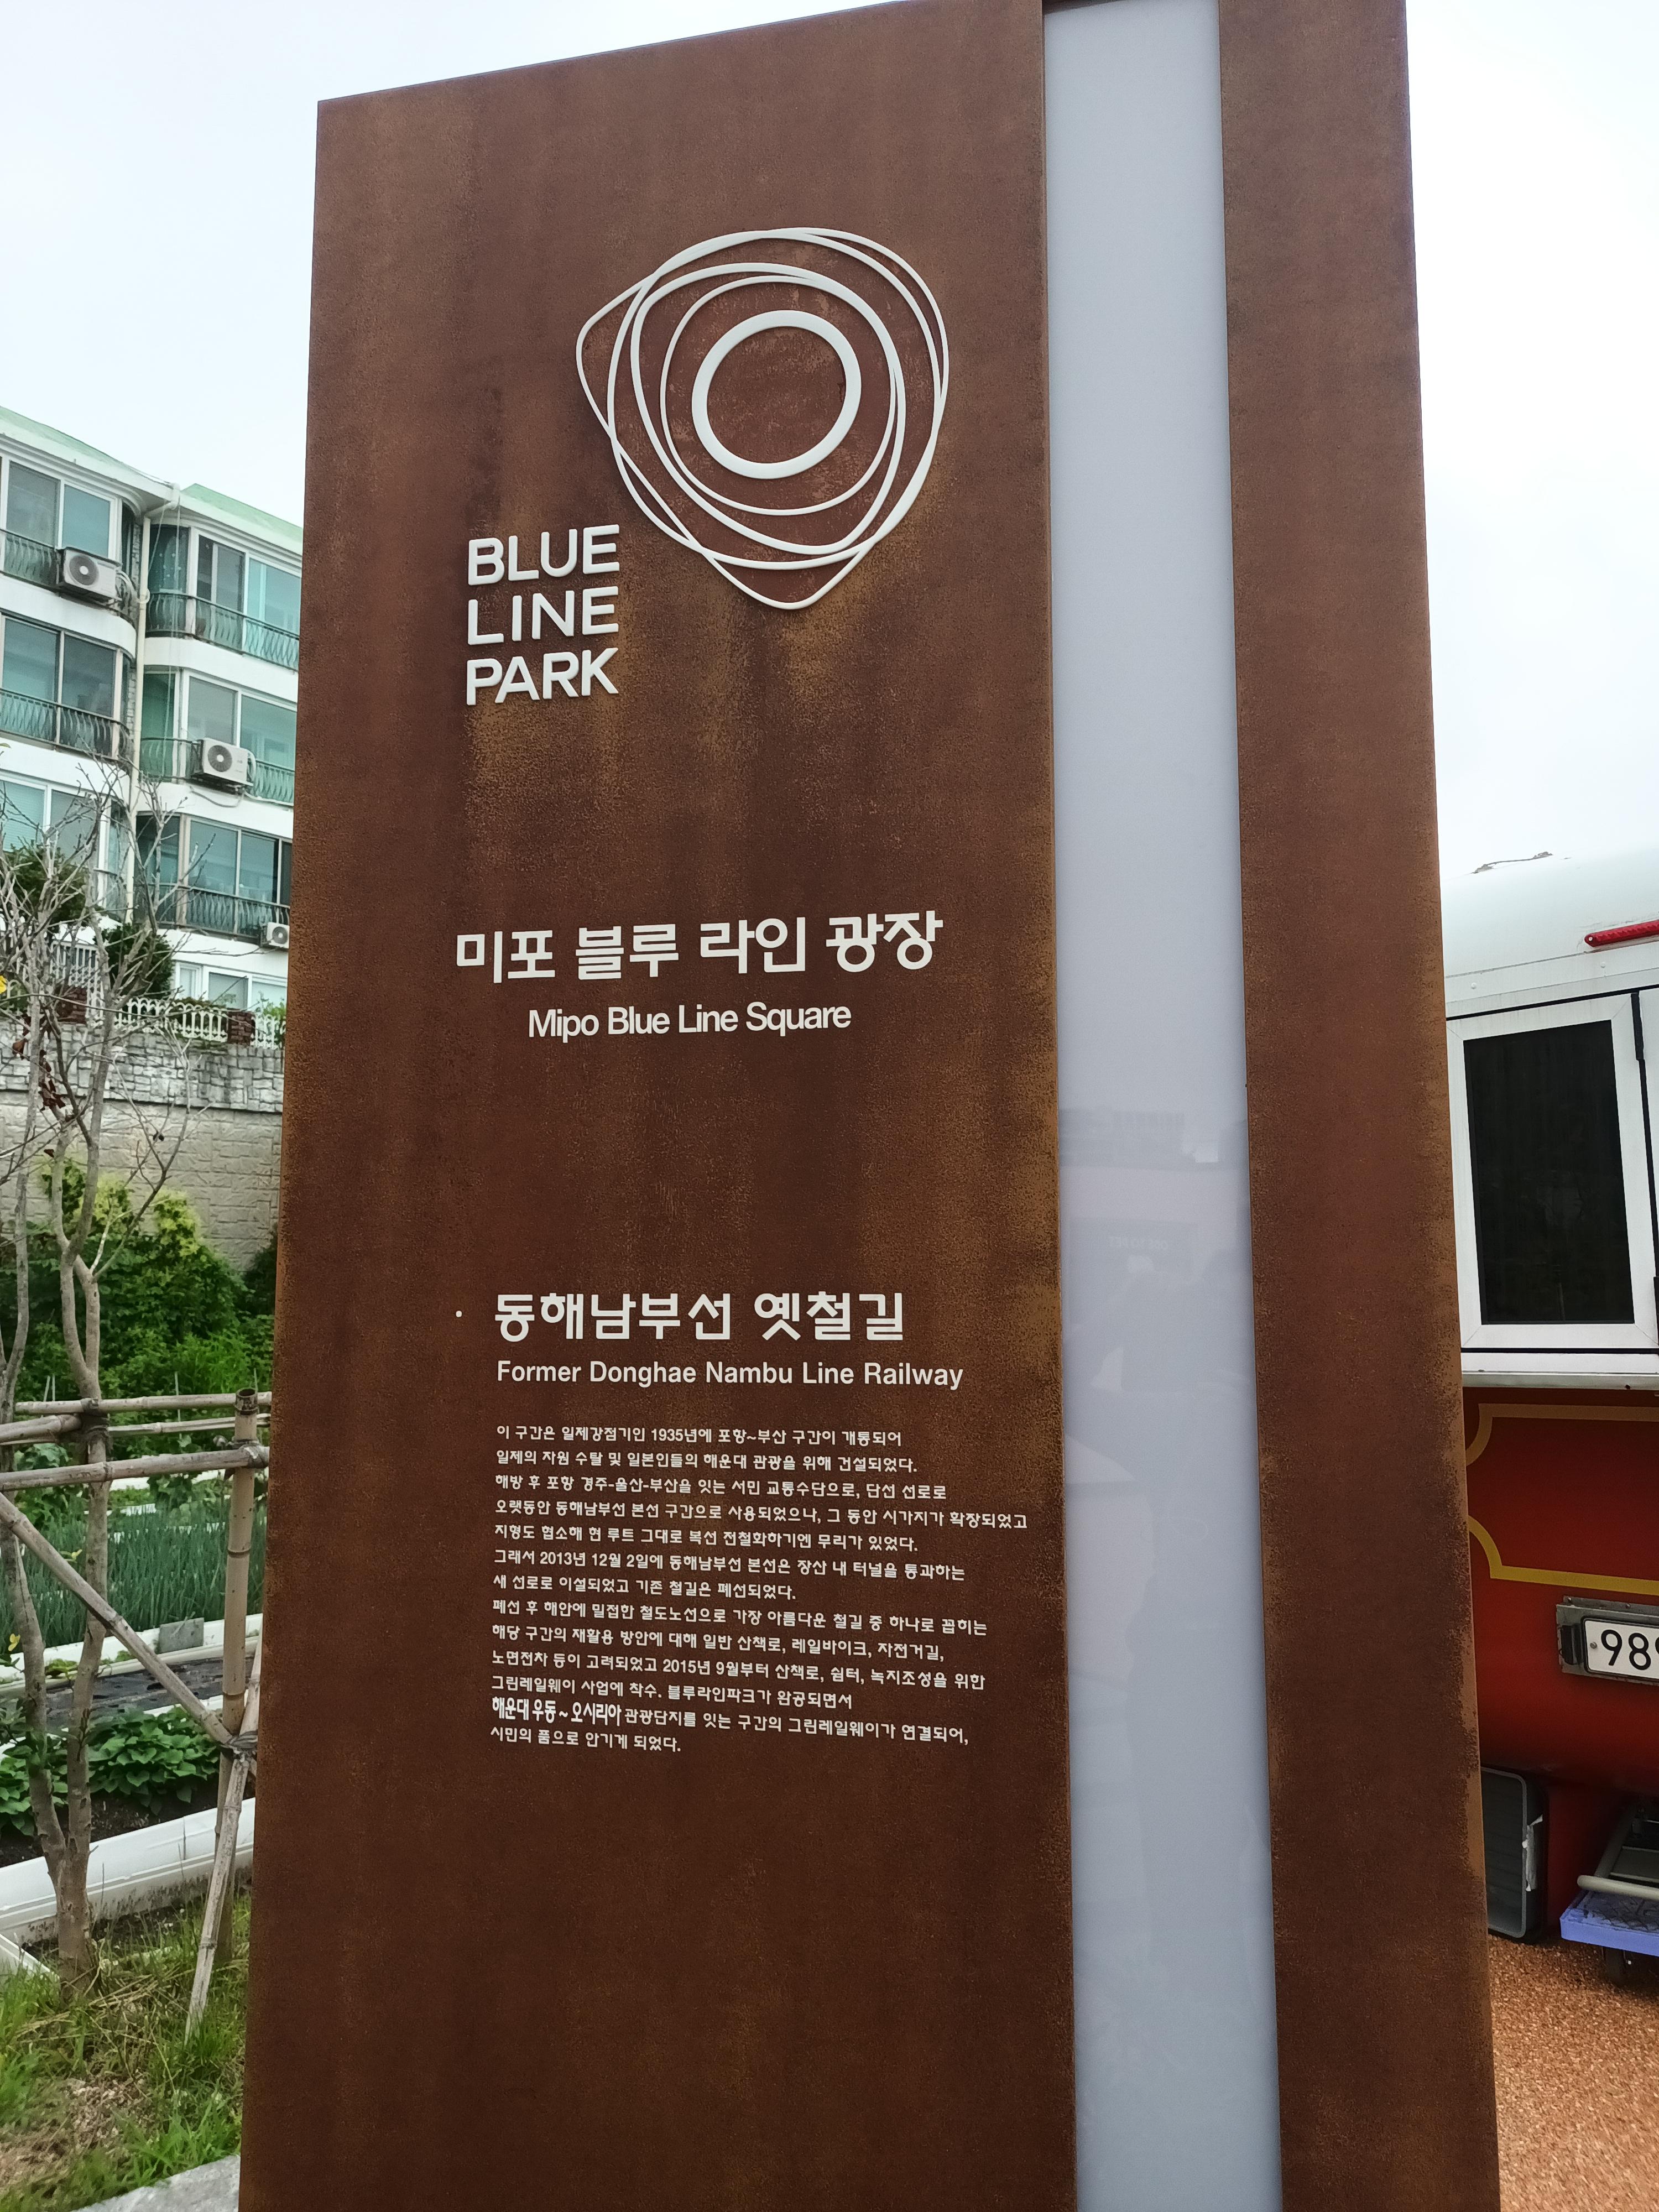 BLUE
LINE
PARK
미포 블루 라인 광장
Mipo Blue Line Square
· 동해남부선 옛철길
Former Donghae Nambu Line Railway
이 구간은 일제강점기인 1935년에 포항~부산 구간이 개통되어
일제의 자원 수탈 및 일본인들의 해운대 관광을 위해 건설되었다.
해방 후 포항 경주-울산-부산을 잇는 서민 교통수단으로, 단선 선로로
오랫동안 동해남부선 본선 구간으로 사용되었으나, 그 동안 시가지가 확장되었고
지형도 협소해 현 루트 그대로 복선 전철화하기엔 무리가 있었다.
그래서 2013년 12월 2일에 동해남부선 본선은 장산 내 터널을 통과하는
새 선로로 이설되었고 기존 철길은 폐선되었다.
폐선 후 해안에 밀접한 철도노선으로 가장 아름다운 철길 중 하나로 꼽히는
해당 구간의 재활용 방안에 대해 일반 산책로, 레일바이크, 자전거길,
노면전차 등이 고려되었고 2015년 9월부터 산책로, 쉼터, 녹지조성을 위한
그린레일웨이 사업에 착수. 블루라인파크가 완공되면서
해운대 우동 ~ 오시리아 관광단지를 잇는 구간의 그린레일웨이가 연결되어,
시민의 품으로 안기게 되었다.
989